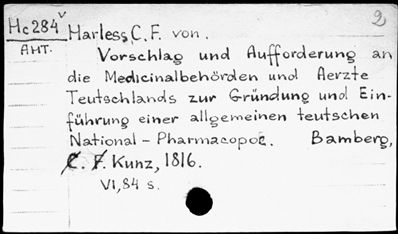 Hc284 v
2
Harless, C. F. von.
Аит.
Vorschlag und Aufforderung an
die Medicinalbehörden und Aerzte
Teutschlands zur Gründung und Ein-
führung einer allgemeinen teutschen
National - Pharmacopoe. Bamberg,
C. F. Kunz, 1816.
VI, 84 s.